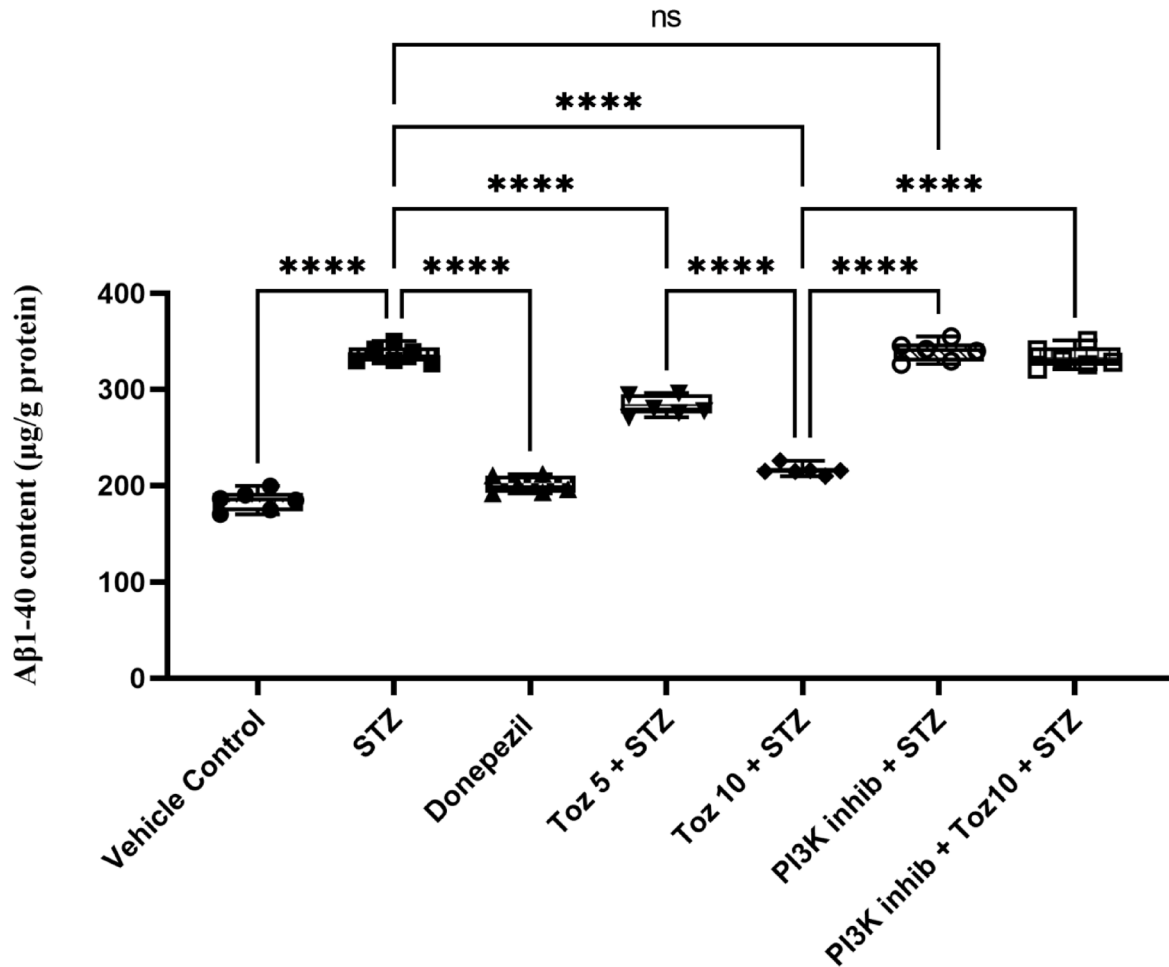 ns
****
**** ****
**** **** **** ****
Aβ1-40 content (µg/g protein)
400
300
200
100
0
Vehicle Control
STZ
Donepezil
Toz 5 + STZ
Toz 10 + STZ
PI3K inhib + STZ
PI3K inhib + Toz10 + STZ